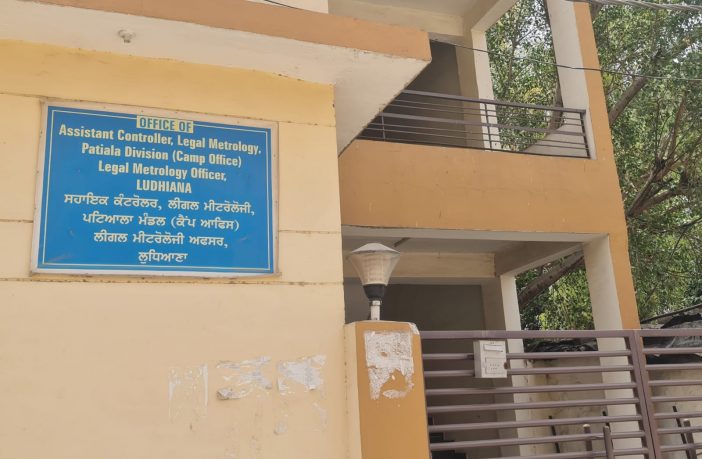 OFFICE OF
Assistant Controller, Legal Metrology,
Patiala Division (Camp Office)
Legal Metrology Officer,
LUDHIANA
ਸਹਾਇਕ ਕੰਟਰੋਲਰ, ਲੀਗਲ ਮੀਟਰੋਲੋਜੀ,
ਪਟਿਆਲਾ ਮੰਡਲ (ਕੈਂਪ ਆਫਿਸ)
ਲੀਗਲ ਮੀਟਰੋਲੋਜੀ ਅਫਸਰ,
ਲੁਧਿਆਣਾ